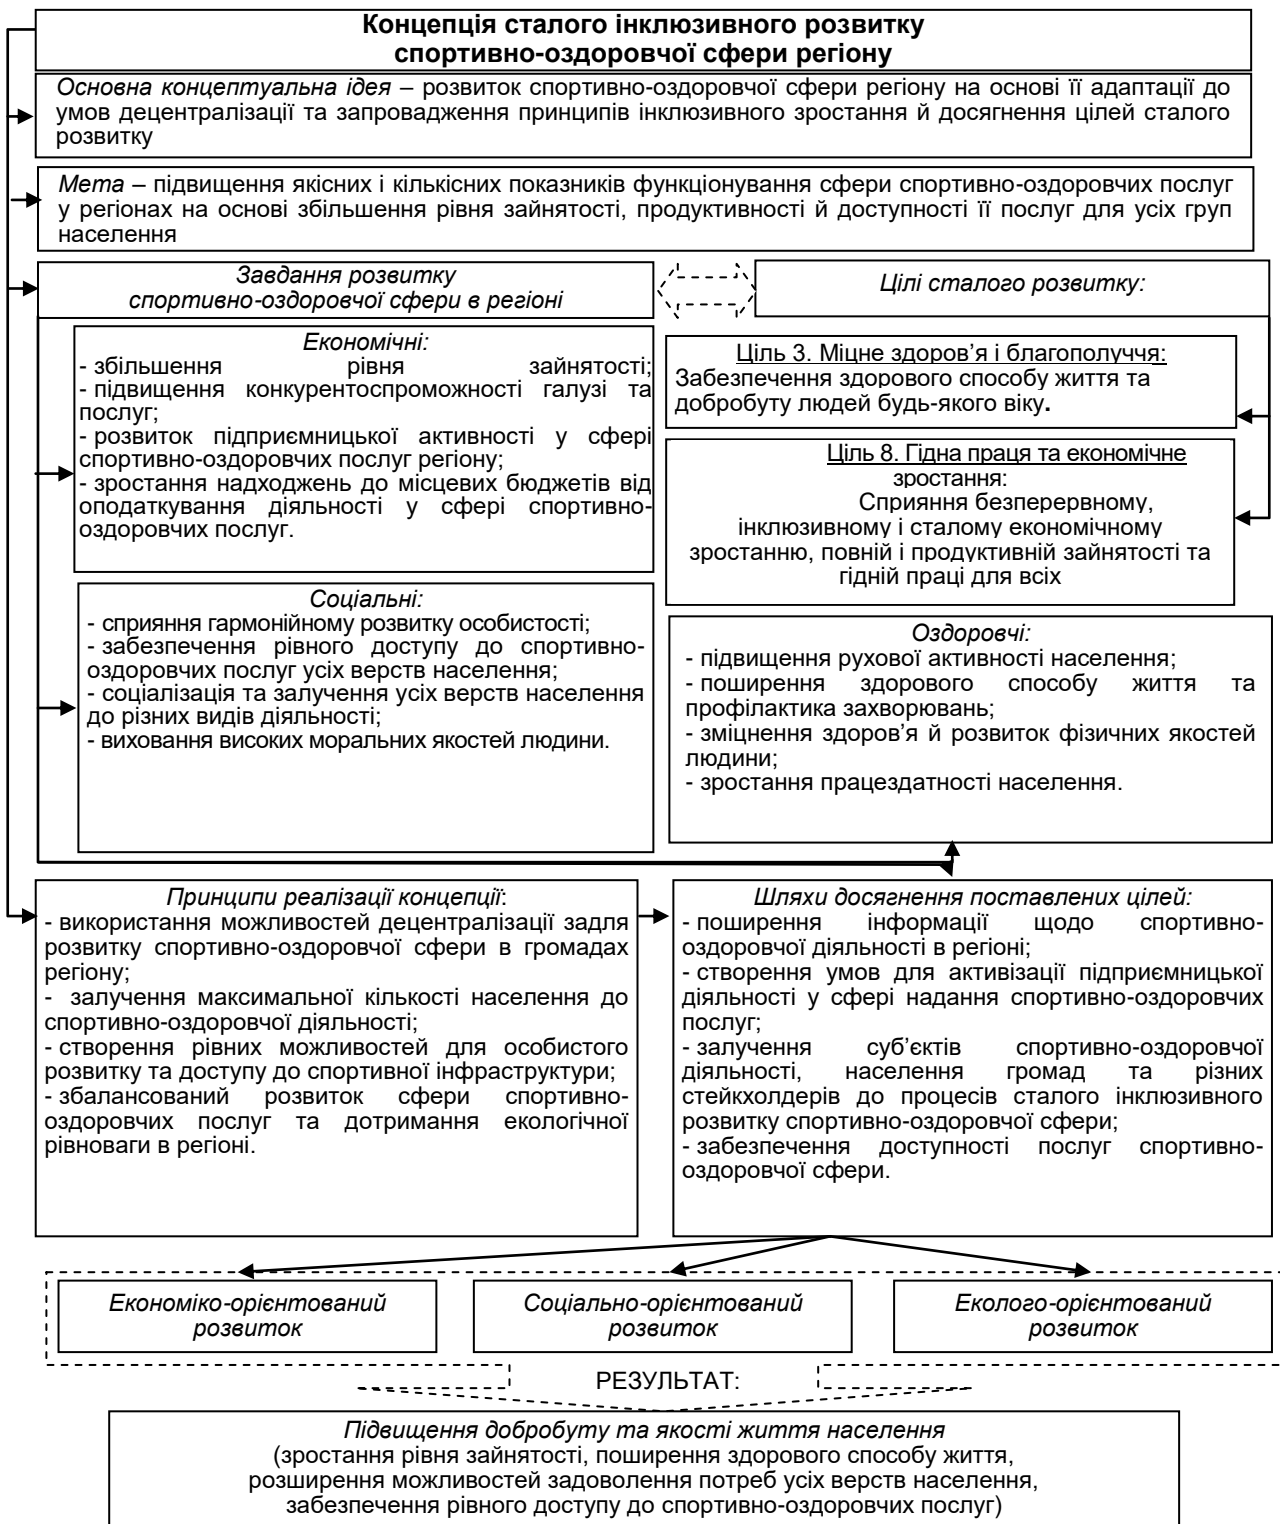 Концепція сталого інклюзивного розвитку
спортивно-оздоровчої сфери регіону
Основна концептуальна ідея – розвиток спортивно-оздоровчої сфери регіону на основі її адаптації до
умов децентралізації та запровадження принципів інклюзивного зростання й досягнення цілей сталого
розвитку
Мета – підвищення якісних і кількісних показників функціонування сфери спортивно-оздоровчих послуг
у регіонах на основі збільшення рівня зайнятості, продуктивності й доступності її послуг для усіх груп
населення
Завдання розвитку
спортивно-оздоровчої сфери в регіоні
Цілі сталого розвитку:
Економічні:
- збільшення рівня зайнятості;
- підвищення конкурентоспроможності галузі та
послуг;
- розвиток підприємницької активності у сфері
спортивно-оздоровчих послуг регіону;
- зростання надходжень до місцевих бюджетів від
оподаткування діяльності у сфері спортивно-
оздоровчих послуг.
Ціль 3. Міцне здоров’я і благополуччя:
Забезпечення здорового способу життя та
добробуту людей будь-якого віку.
Ціль 8. Гідна праця та економічне
зростання:
Сприяння безперервному,
інклюзивному і сталому економічному
зростанню, повній і продуктивній зайнятості та
гідній праці для всіх
Соціальні:
- сприяння гармонійному розвитку особистості;
- забезпечення рівного доступу до спортивно-
оздоровчих послуг усіх верств населення;
- соціалізація та залучення усіх верств населення
до різних видів діяльності;
- виховання високих моральних якостей людини.
Оздоровчі:
- підвищення рухової активності населення;
- поширення здорового способу життя та
профілактика захворювань;
- зміцнення здоров’я й розвиток фізичних якостей
людини;
- зростання працездатності населення.
Принципи реалізації концепції:
- використання можливостей децентралізації задля
розвитку спортивно-оздоровчої сфери в громадах
регіону;
- залучення максимальної кількості населення до
спортивно-оздоровчої діяльності;
- створення рівних можливостей для особистого
розвитку та доступу до спортивної інфраструктури;
- збалансований розвиток сфери спортивно-
оздоровчих послуг та дотримання екологічної
рівноваги в регіоні.
Шляхи досягнення поставлених цілей:
- поширення інформації щодо спортивно-
оздоровчої діяльності в регіоні;
- створення умов для активізації підприємницької
діяльності у сфері надання спортивно-оздоровчих
послуг;
- залучення суб’єктів спортивно-оздоровчої
діяльності, населення громад та різних
стейкхолдерів до процесів сталого інклюзивного
розвитку спортивно-оздоровчої сфери;
- забезпечення доступності послуг спортивно-
оздоровчої сфери.
Економіко-орієнтований
розвиток
Соціально-орієнтований
розвиток
Еколого-орієнтований
розвиток
РЕЗУЛЬТАТ:
Підвищення добробуту та якості життя населення
(зростання рівня зайнятості, поширення здорового способу життя,
розширення можливостей задоволення потреб усіх верств населення,
забезпечення рівного доступу до спортивно-оздоровчих послуг)